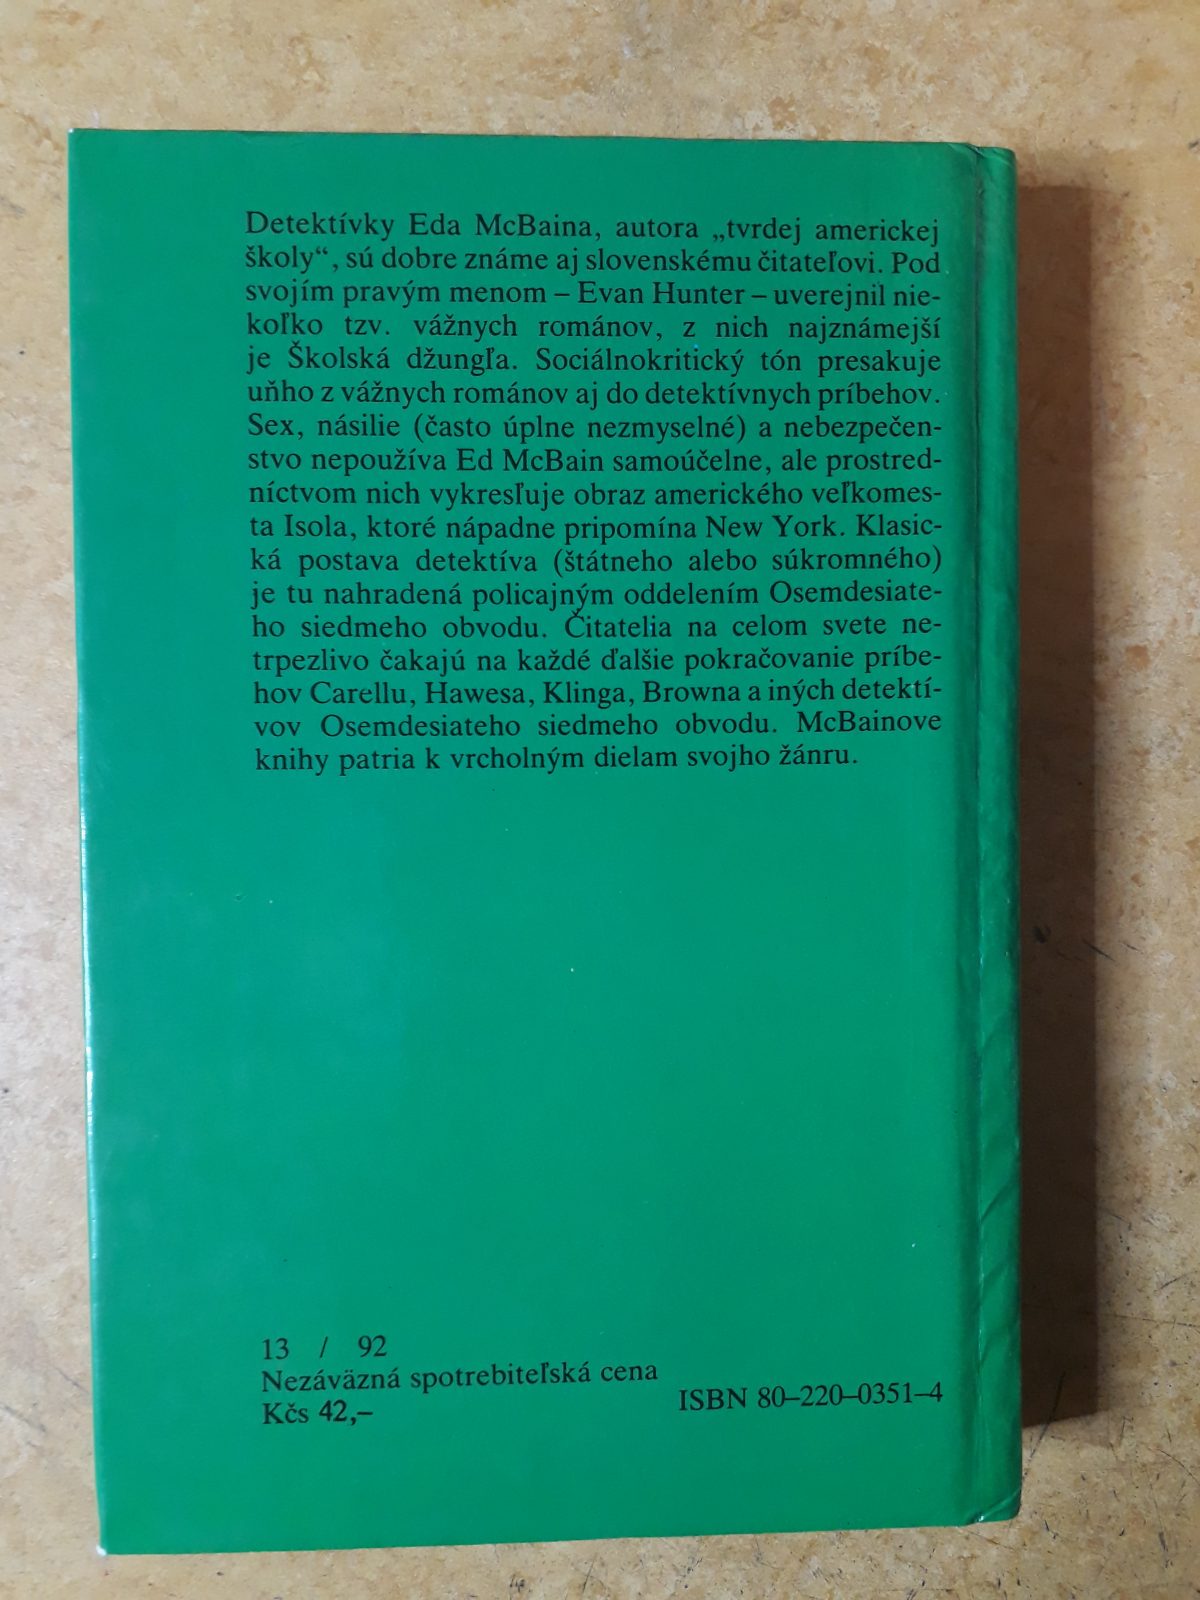 Detektívky Eda McBaina, autora „tvrdej americkej
školy“, sú dobre známe aj slovenskému čitateľovi. Pod
svojím pravým menom – Evan Hunter – uverejnil nie-
koľko tzv. vážnych románov, z nich najznámejší
je Školská džungľa. Sociálnokritický tón presakuje
uňho z vážnych románov aj do detektívnych príbehov.
Sex, násilie (často úplne nezmyselné) a nebezpečen-
stvo nepoužíva Ed McBain samoúčelne, ale prostred-
níctvom nich vykresľuje obraz amerického veľkomes-
ta Isola, ktoré nápadne pripomína New York. Klasic-
ká postava detektíva (štátneho alebo súkromného)
je tu nahradená policajným oddelením Osemdesiate-
ho siedmeho obvodu. Čitatelia na celom svete ne-
trpezlivo čakajú na každé ďalšie pokračovanie príbe-
hov Carellu, Hawesa, Klinga, Browna a iných detektí-
vov Osemdesiateho siedmeho obvodu. McBainove
knihy patria k vrcholným dielam svojho žánru.
13 / 92
Nezáväzná spotrebiteľská cena
Kčs 42,–
ISBN 80–220–0351–4